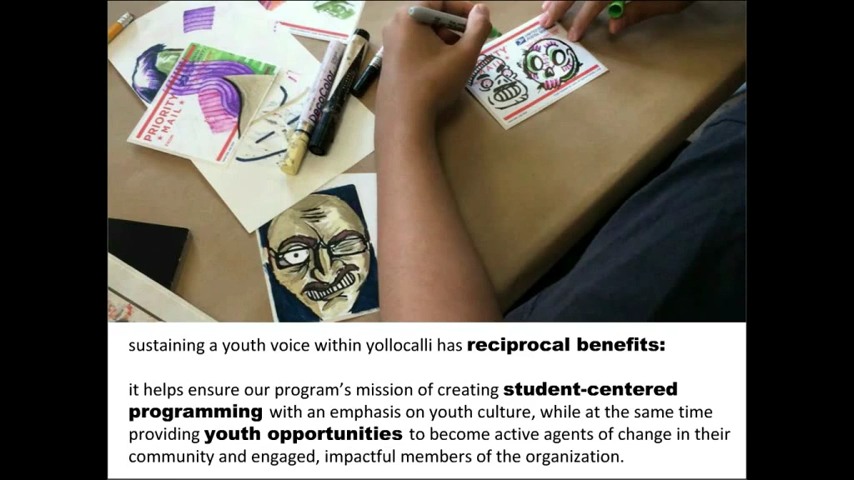 PRIORITY
MAIL
DecoColor
sustaining a youth voice within yollocalli has reciprocal benefits:
it helps ensure our program's mission of creating student-centered
programming with an emphasis on youth culture, while at the same time
providing youth opportunities to become active agents of change in their
community and engaged, impactful members of the organization.